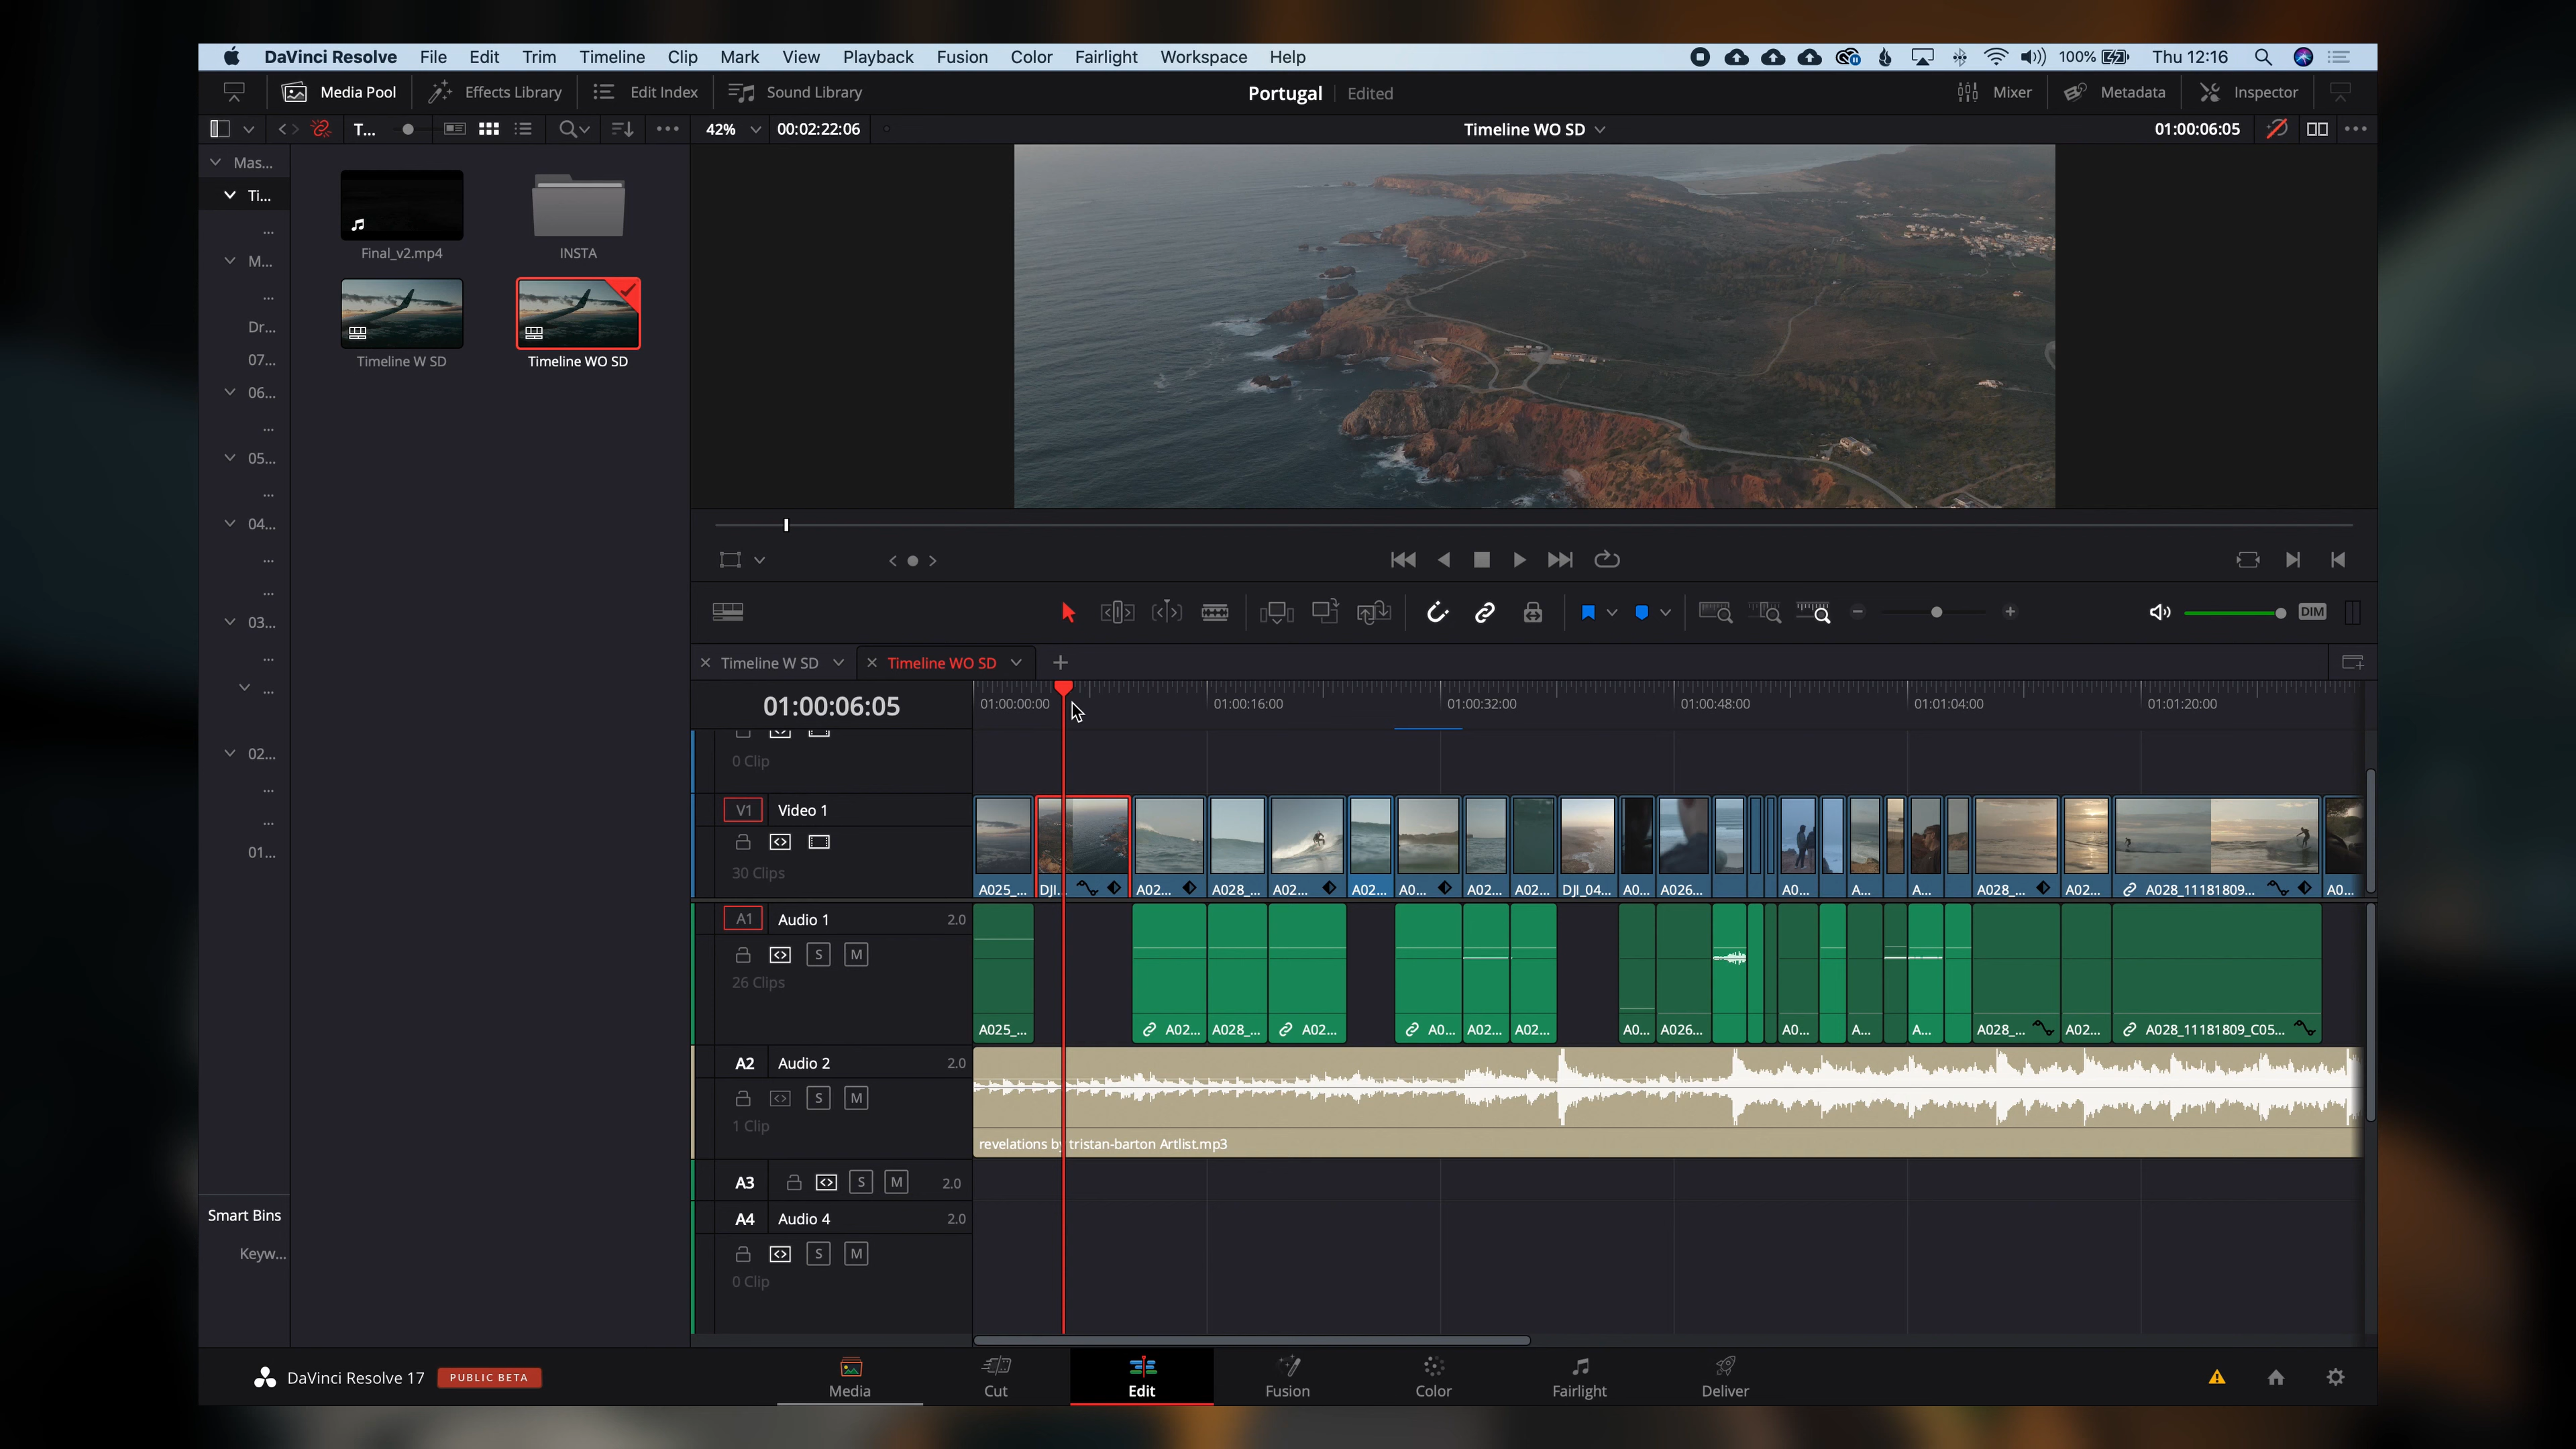 DaVinci Resolve File Edit Trim Timeline Clip Mark View Playback Fusion Color Fairlight Workspace Help 100% Thu 12:16
Media Pool Effects Library Edit Index Sound Library Portugal Edited Mixer Metadata Inspector
T... 42% 00:02:22:06 Timeline WO SD 01:00:06:05
Mas...
Ti...
...
M...
...
Dr...
07...
06...
...
05...
...
04...
...
...
03...
...
...
02...
...
...
01...
Smart Bins
Keyw...
Final_v2.mp4 INSTA
Timeline W SD Timeline WO SD
DIM
Timeline W SD Timeline WO SD
01:00:06:05 01:00:00:00 01:00:16:00 01:00:32:00 01:00:48:00 01:01:04:00 01:01:20:00
0 Clip
V1 Video 1
30 Clips
A025_... DJI... A02... A028_... A02... A02... A0... A02... A02... DJI_04... A0... A026... A0... A... A... A028_... A02... A028_11181809... A0...
A1 Audio 1 2.0
S M
26 Clips
A025_... A02... A028_... A02... A0... A02... A02... A0... A026... A0... A... A... A028_... A02... A028_11181809_C05...
A2 Audio 2 2.0
S M
1 Clip
revelations by tristan-barton Artlist.mp3
A3 S M 2.0
A4 Audio 4 2.0
S M
0 Clip
DaVinci Resolve 17 PUBLIC BETA Media Cut Edit Fusion Color Fairlight Deliver